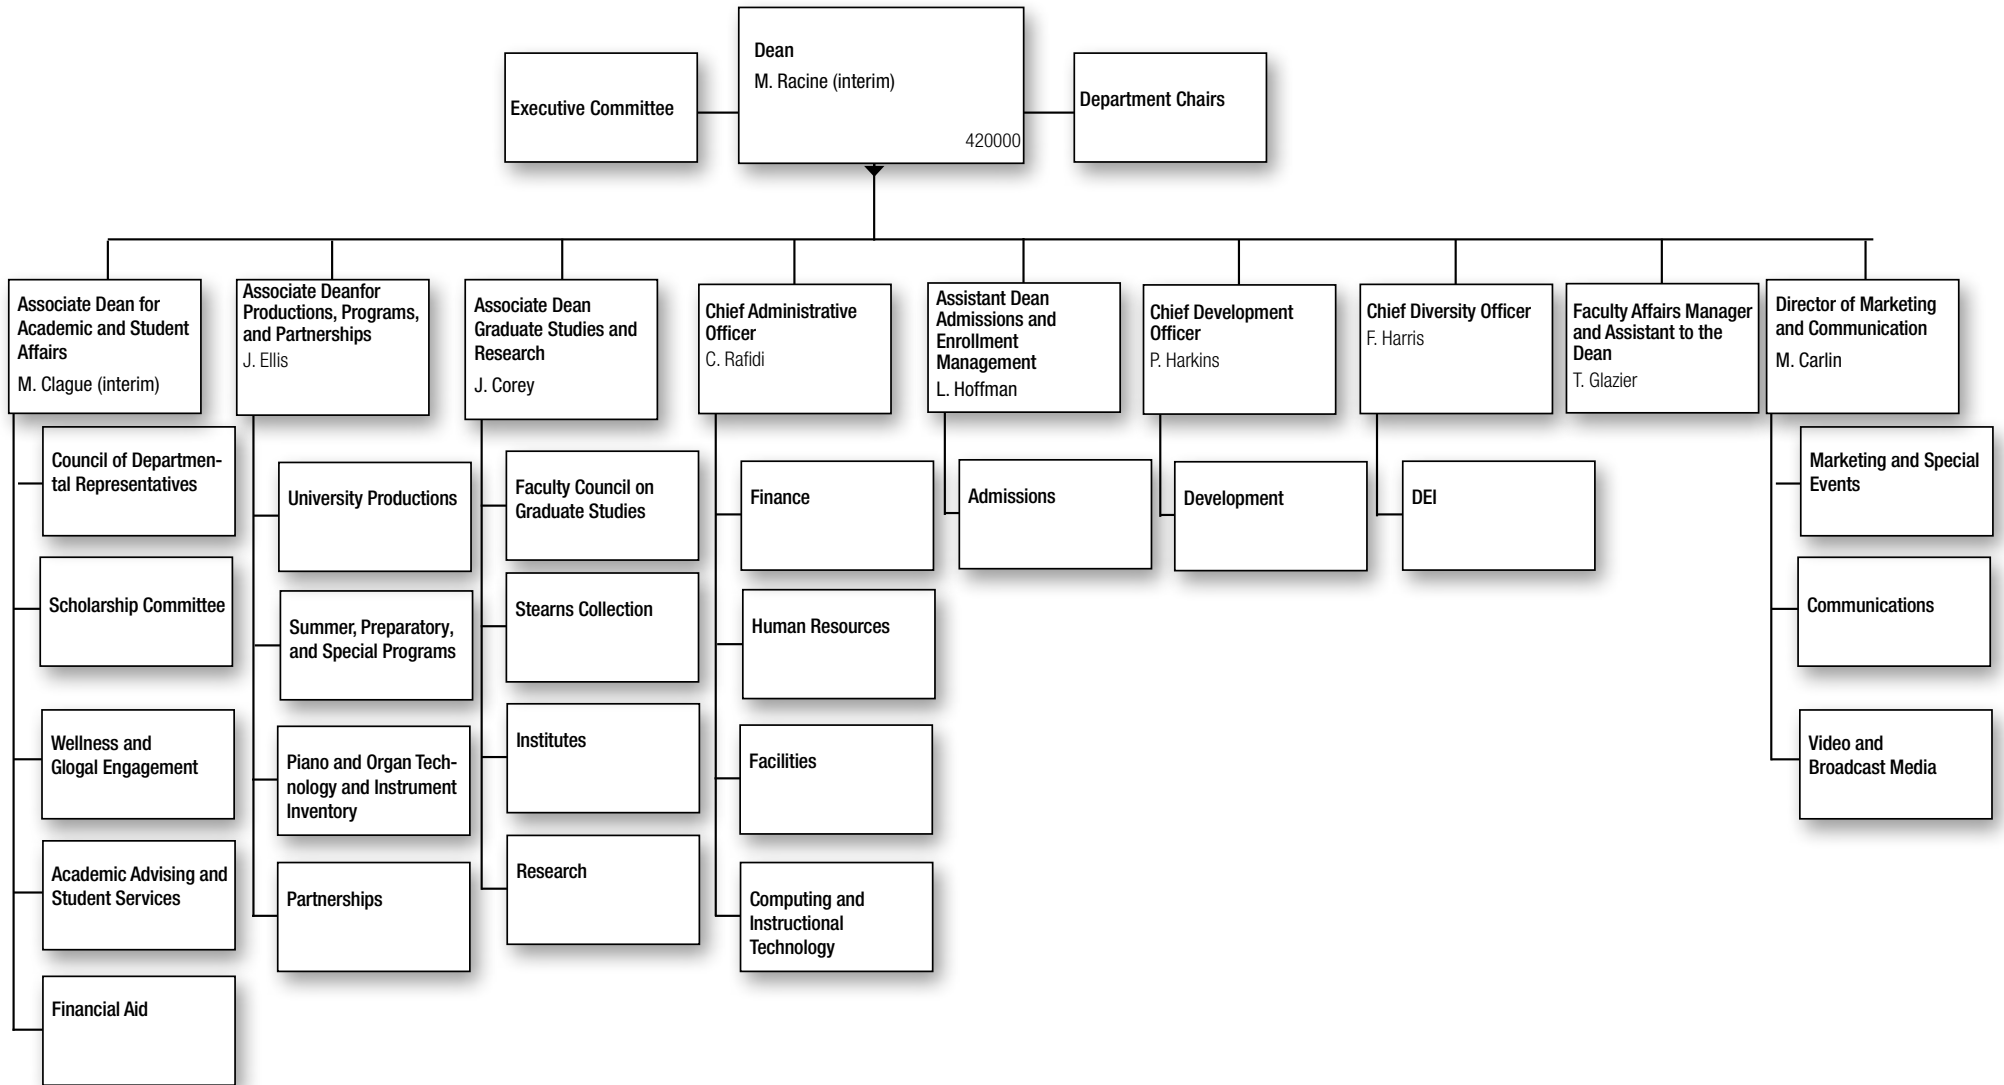 Dean
M. Racine (interim)
420000
Executive Committee
Department Chairs
Associate Dean for
Academic and Student
Affairs
M. Clague (interim)
Council of Departmen-
tal Representatives
Scholarship Committee
Wellness and
Glogal Engagement
Academic Advising and
Student Services
Financial Aid
Associate Deanfor
Productions, Programs,
and Partnerships
J. Ellis
University Productions
Summer, Preparatory,
and Special Programs
Piano and Organ Tech-
nology and Instrument
Inventory
Partnerships
Associate Dean
Graduate Studies and
Research
J. Corey
Faculty Council on
Graduate Studies
Stearns Collection
Institutes
Research
Chief Administrative
Officer
C. Rafidi
Finance
Human Resources
Facilities
Computing and
Instructional
Technology
Assistant Dean
Admissions and
Enrollment
Management
L. Hoffman
Admissions
Chief Development
Officer
P. Harkins
Development
Chief Diversity Officer
F. Harris
DEI
Faculty Affairs Manager
and Assistant to the
Dean
T. Glazier
Director of Marketing
and Communication
M. Carlin
Marketing and Special
Events
Communications
Video and
Broadcast Media